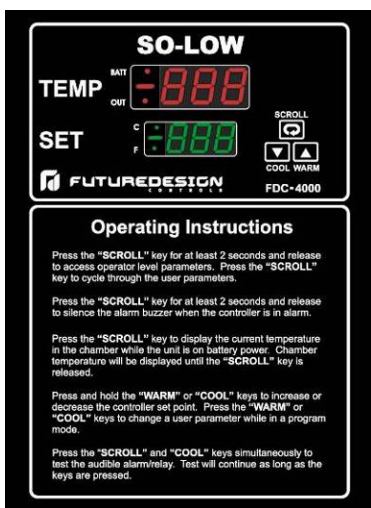 SO-LOW
TEMP
BATT
OUT
-888
SET
C
F
-888
SCROLL
COOL WARM
FUTUREDESIGN
CONTROLS
FDC-4000
Operating Instructions
Press the “SCROLL” key for at least 2 seconds and release
to access operator level parameters. Press the “SCROLL”
key to cycle through the user parameters.
Press the “SCROLL” key for at least 2 seconds and release
to silence the alarm buzzer when the controller is in alarm.
Press the “SCROLL” key to display the current temperature
in the chamber while the unit is on battery power. Chamber
temperature will be displayed until the “SCROLL” key is
released.
Press and hold the “WARM” or “COOL” keys to increase or
decrease the controller set point. Press the “WARM” or
“COOL” keys to change a user parameter while in a program
mode.
Press the “SCROLL” and “COOL” keys simultaneously to
test the audible alarm/relay. Test will continue as long as the
keys are pressed.